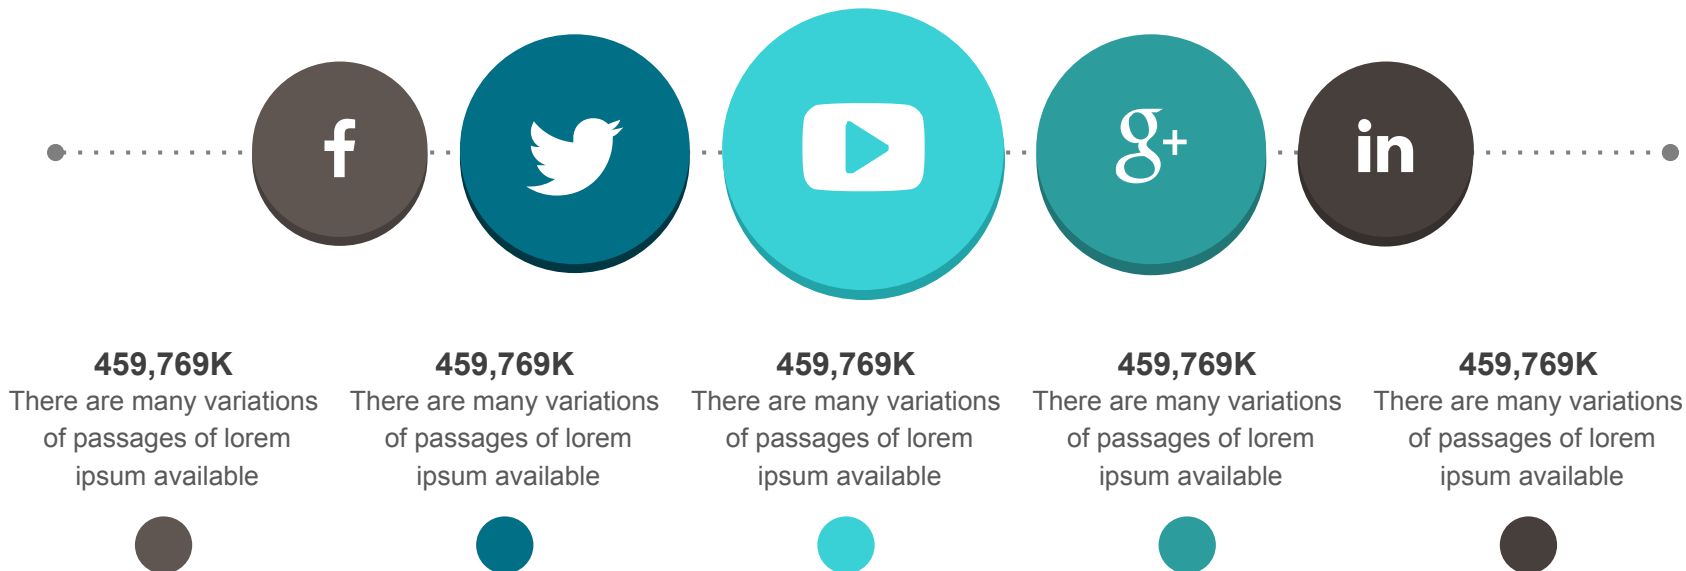 f
g+
in
459,769K
There are many variations
of passages of lorem
ipsum available
459,769K
There are many variations
of passages of lorem
ipsum available
459,769K
There are many variations
of passages of lorem
ipsum available
459,769K
There are many variations
of passages of lorem
ipsum available
459,769K
There are many variations
of passages of lorem
ipsum available